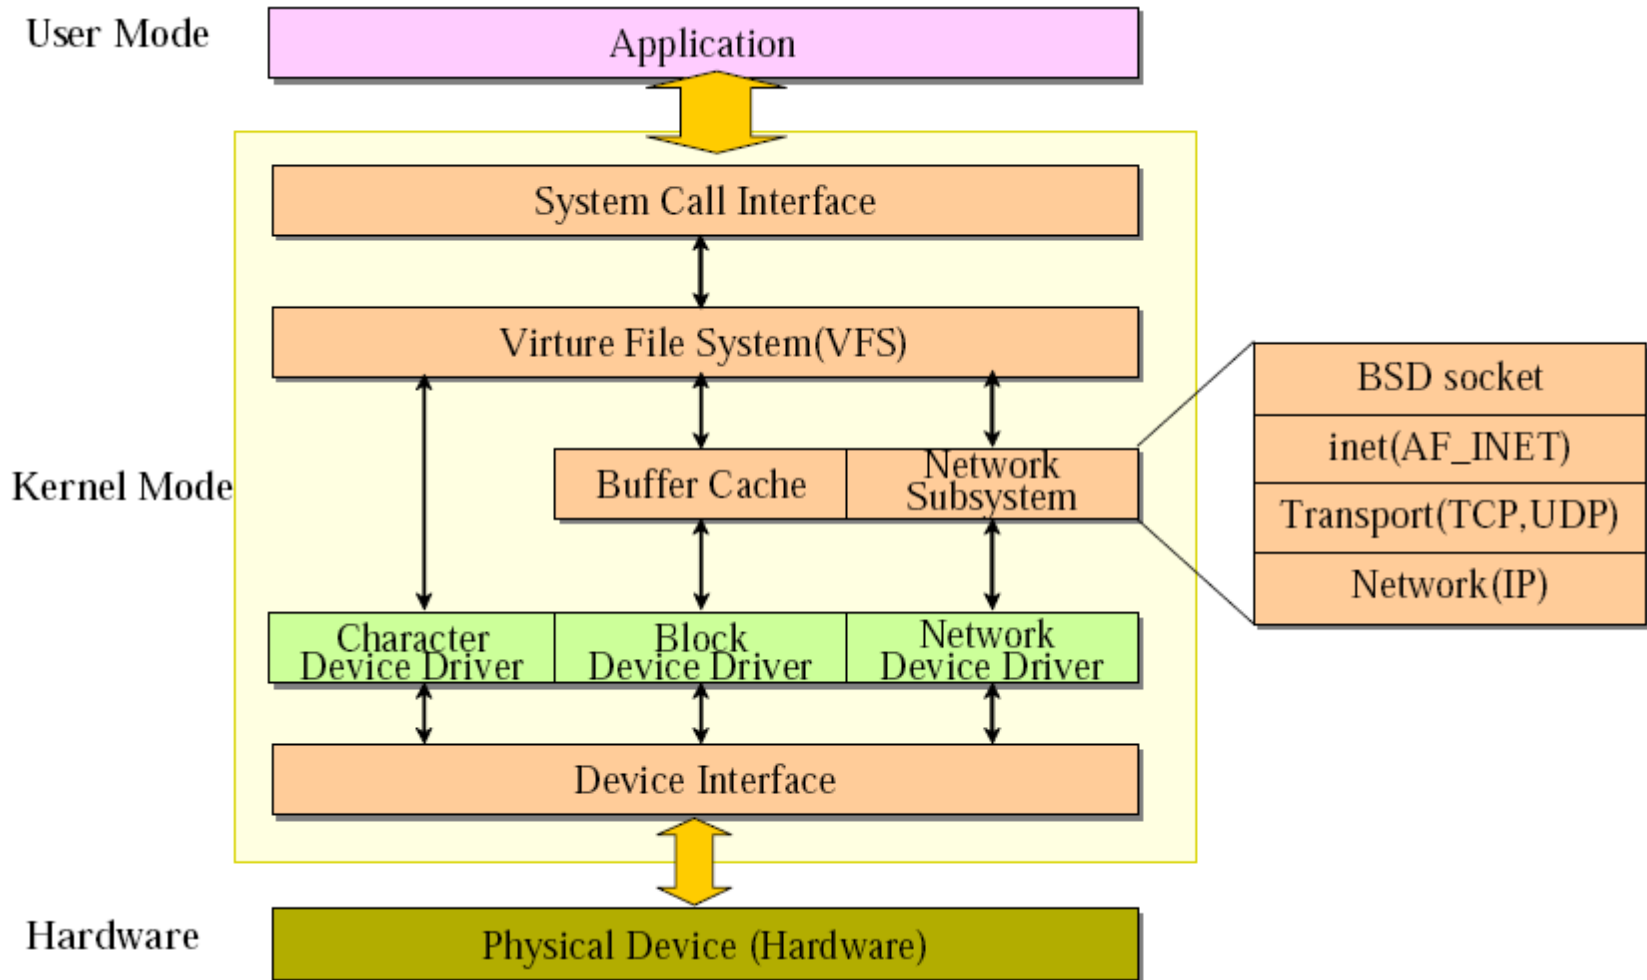 User Mode
Application
System Call Interface
Virture File System(VFS)
Kernel Mode
Buffer Cache
Network
Subsystem
BSD socket
inet(AF_INET)
Transport(TCP,UDP)
Network(IP)
Character
Device Driver
Block
Device Driver
Network
Device Driver
Device Interface
Hardware
Physical Device (Hardware)